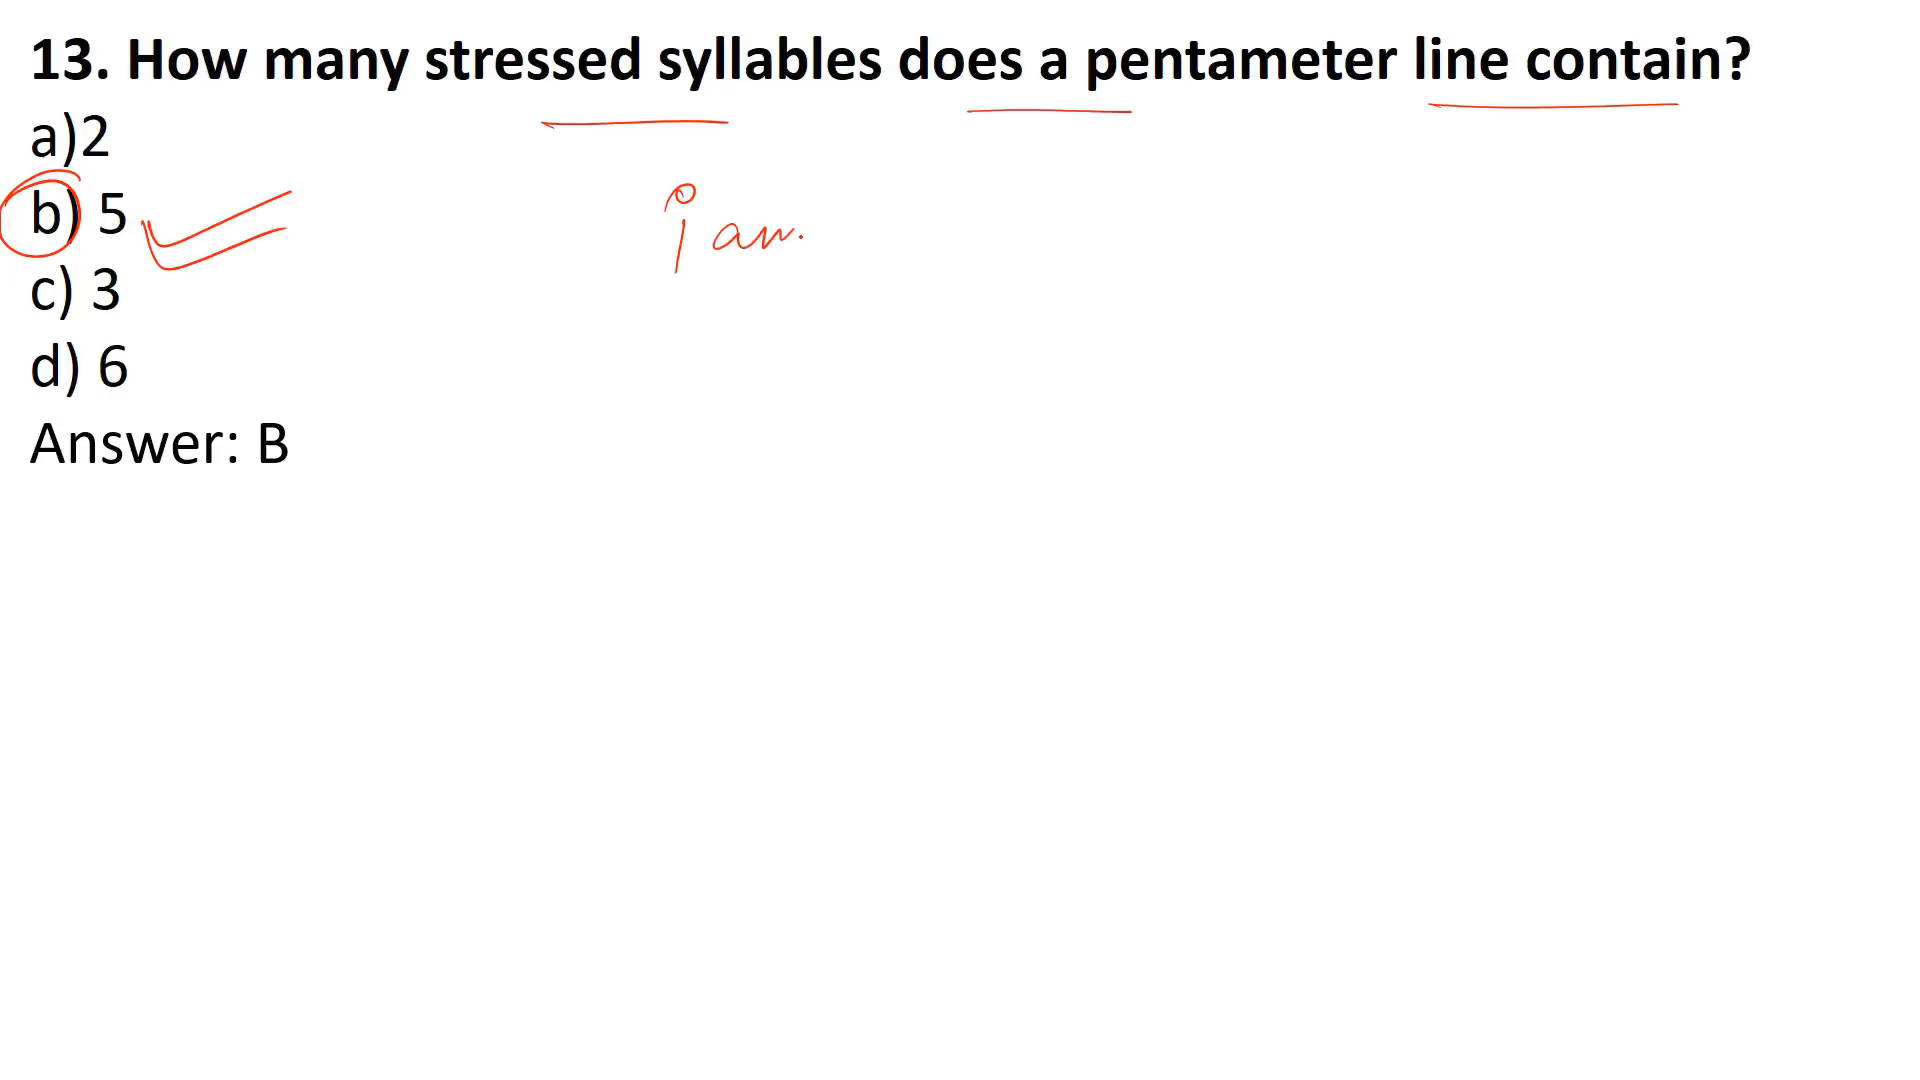 13. How many stressed syllables does a pentameter line contain?
a)2
b) 5
c) 3
d) 6
Answer: B